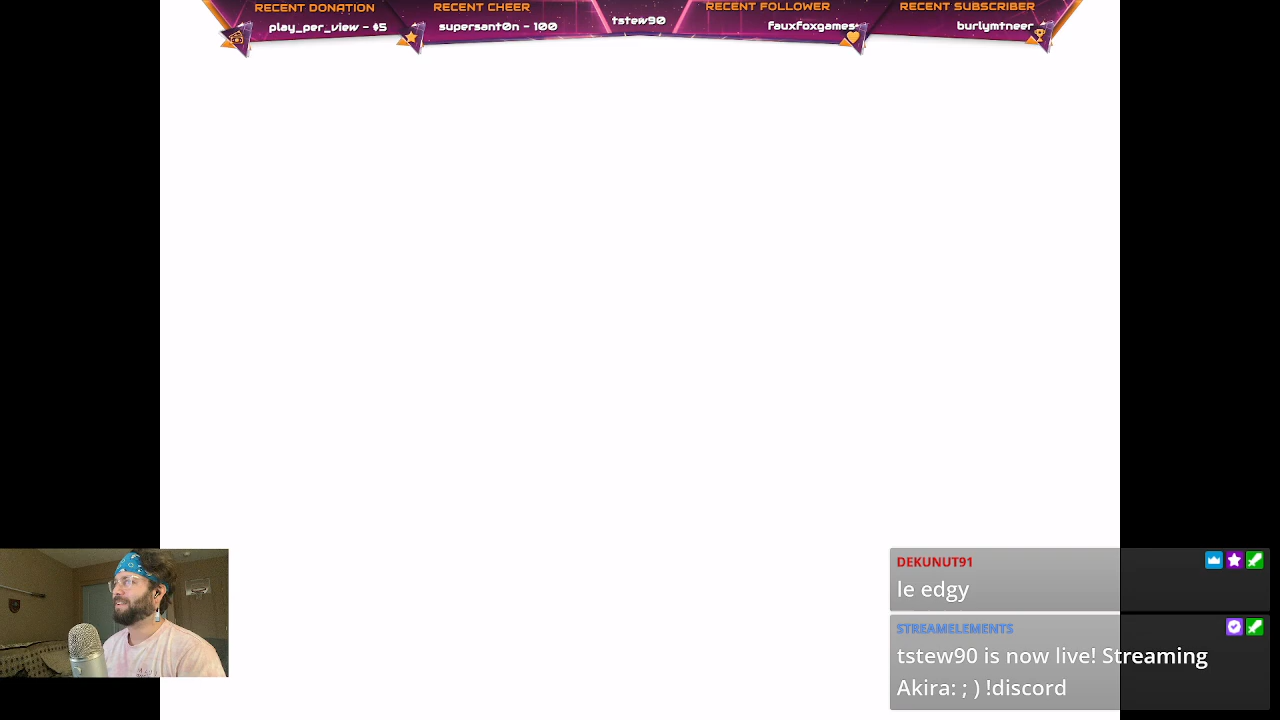 RECENT DONATION
play_per_view - $5
RECENT CHEER
supersant0n - 100
tstew90
RECENT FOLLOWER
FauxFoxgames
RECENT SUBSCRIBER
burlymtneer
DEKUNUT91
le edgy
STREAMELEMENTS
tstew90 is now live! Streaming
Akira: ; ) !discord